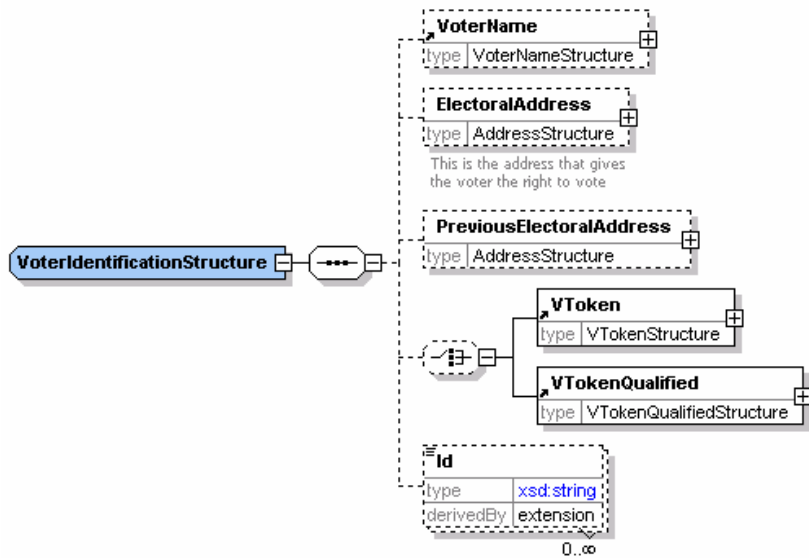 VoterName
type VoterNameStructure
ElectoralAddress
type AddressStructure
This is the address that gives
the voter the right to vote
PreviousElectoralAddress
type AddressStructure
VoterIdentificationStructure
VToken
type VTokenStructure
VTokenQualified
type VTokenQualifiedStructure
Id
type xsd:string
derivedBy extension
0..∞